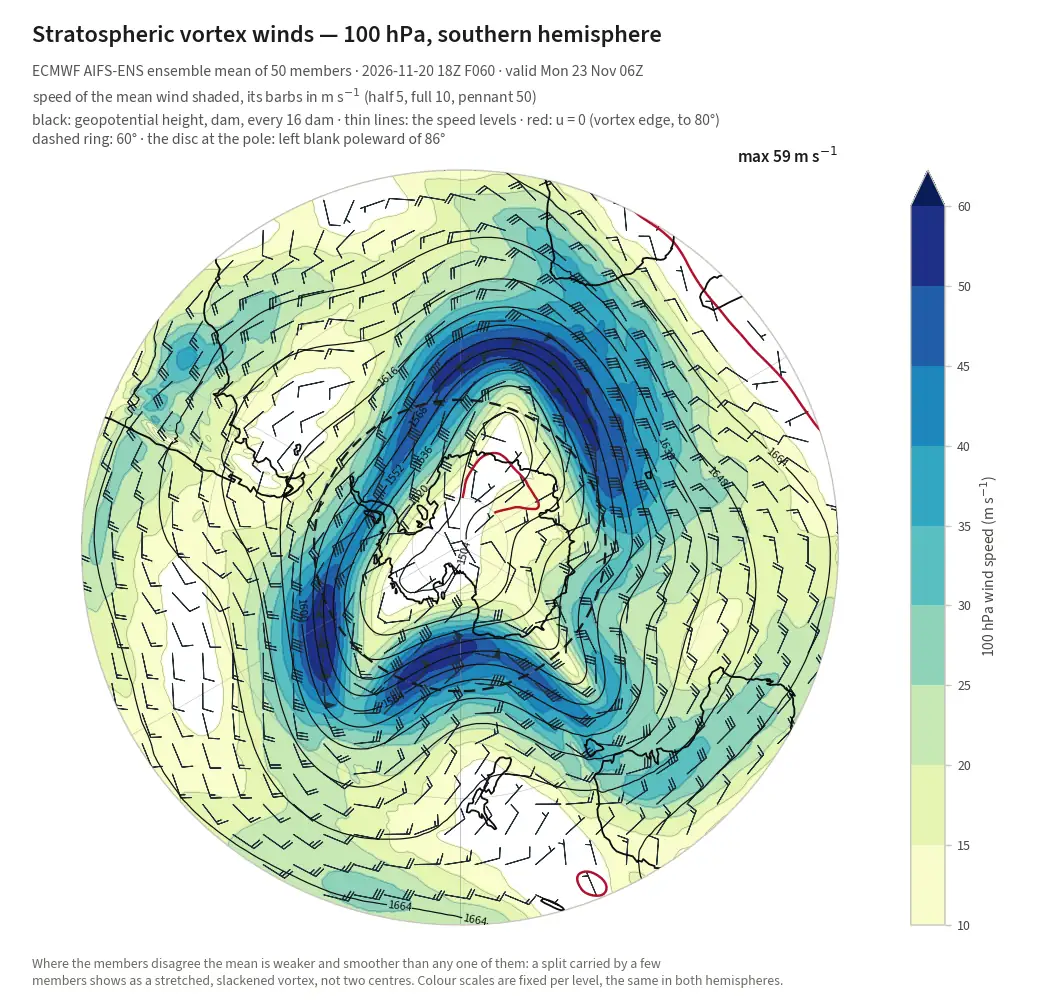 Stratospheric vortex winds — 100 hPa, southern hemisphere
ECMWF AIFS-ENS ensemble mean of 50 members · 2026-11-20 18Z F060 · valid Mon 23 Nov 06Z
speed of the mean wind shaded, its barbs in m s⁻¹ (half 5, full 10, pennant 50)
black: geopotential height, dam, every 16 dam · thin lines: the speed levels · red: u = 0 (vortex edge, to 80°)
dashed ring: 60° · the disc at the pole: left blank poleward of 86°
max 59 m s⁻¹
60
50
45
40
35
30
25
20
15
10
100 hPa wind speed (m s⁻¹)
1616
1568
1536
1552
1664
1648
1504
1600
1584
1664
1664
Where the members disagree the mean is weaker and smoother than any one of them: a split carried by a few
members shows as a stretched, slackened vortex, not two centres. Colour scales are fixed per level, the same in both hemispheres.